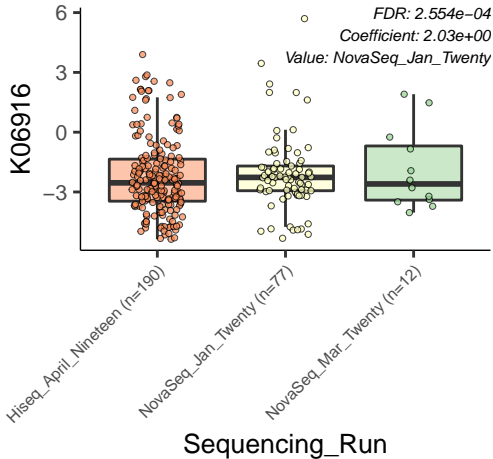 FDR: 2.554e−04
Coefficient: 2.03e+00
Value: NovaSeq_Jan_Twenty
K06916
6
3
0
−3
Hiseq_April_Nineteen (n=190)
NovaSeq_Jan_Twenty (n=77)
NovaSeq_Mar_Twenty (n=12)
Sequencing_Run